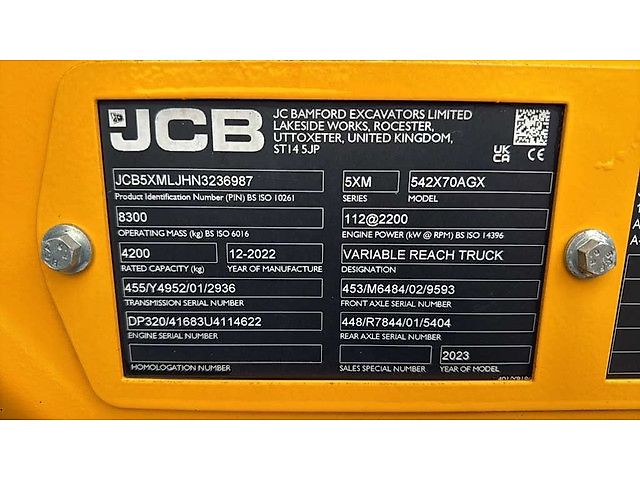 JCB
JC BAMFORD EXCAVATORS LIMITED
LAKESIDE WORKS, ROCESTER,
UTTOXETER, UNITED KINGDOM,
ST14 5JP
UK
CA CE
JCB5XMLJHN3236987
Product Identification Number (PIN) BS ISO 10261
5XM 542X70AGX
SERIES MODEL
8300
OPERATING MASS (kg) BS ISO 6016
112@2200
ENGINE POWER (kW @ RPM) BS ISO 14396
4200 12-2022
RATED CAPACITY (kg) YEAR OF MANUFACTURE
VARIABLE REACH TRUCK
DESIGNATION
455/Y4952/01/2936
TRANSMISSION SERIAL NUMBER
453/M6484/02/9593
FRONT AXLE SERIAL NUMBER
DP320/41683U4114622
ENGINE SERIAL NUMBER
448/R7844/01/5404
REAR AXLE SERIAL NUMBER
HOMOLOGATION NUMBER
2023
SALES SPECIAL NUMBER YEAR OF MODEL